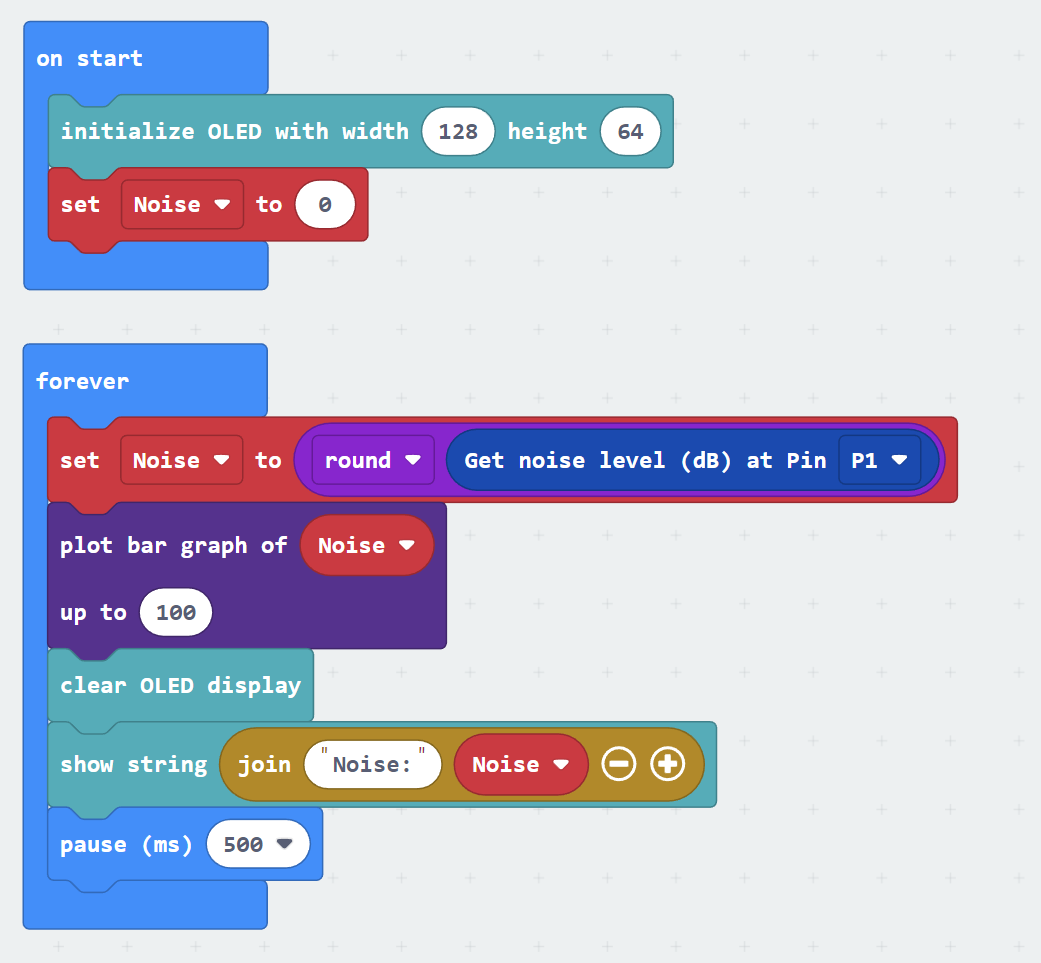 on start
initialize OLED with width 128 height 64
set Noise to 0
forever
set Noise to round Get noise level (dB) at Pin P1
plot bar graph of Noise
up to 100
clear OLED display
show string join "Noise:" Noise
pause (ms) 500